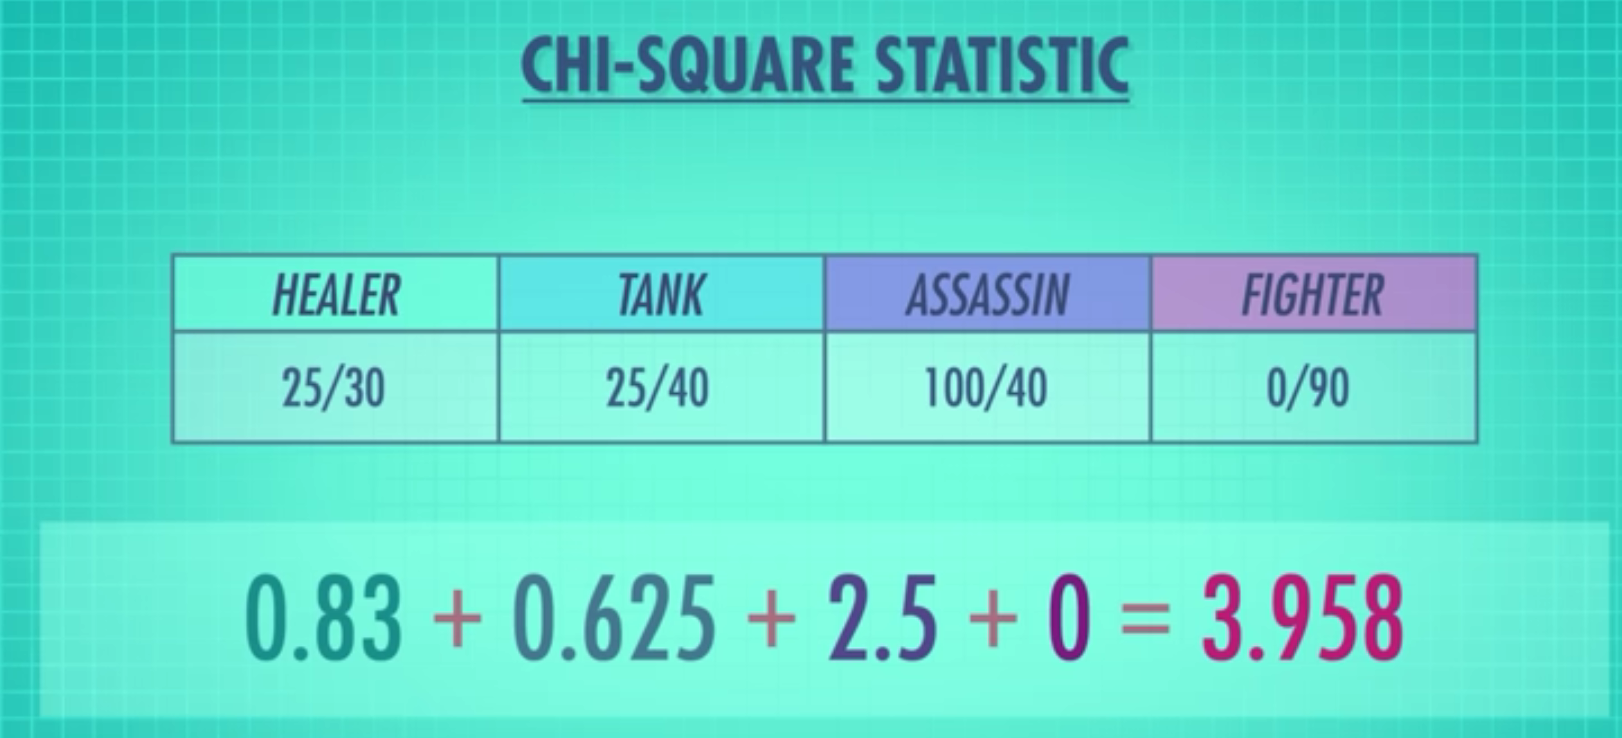 CHI-SQUARE STATISTIC
HEALER TANK ASSASSIN FIGHTER
25/30 25/40 100/40 0/90
0.83 + 0.625 + 2.5 + 0 = 3.958